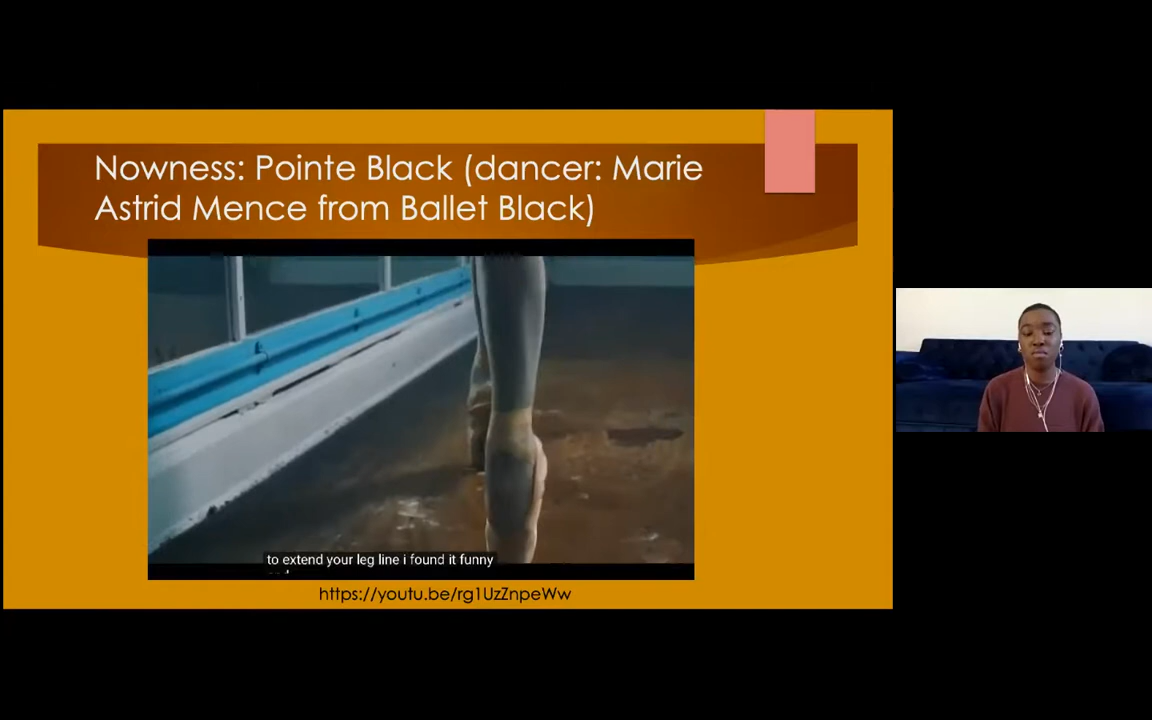 Nowness: Pointe Black (dancer: Marie
Astrid Mence from Ballet Black)
to extend your leg line i found it funny
https://youtu.be/rg1UzZnpeWw